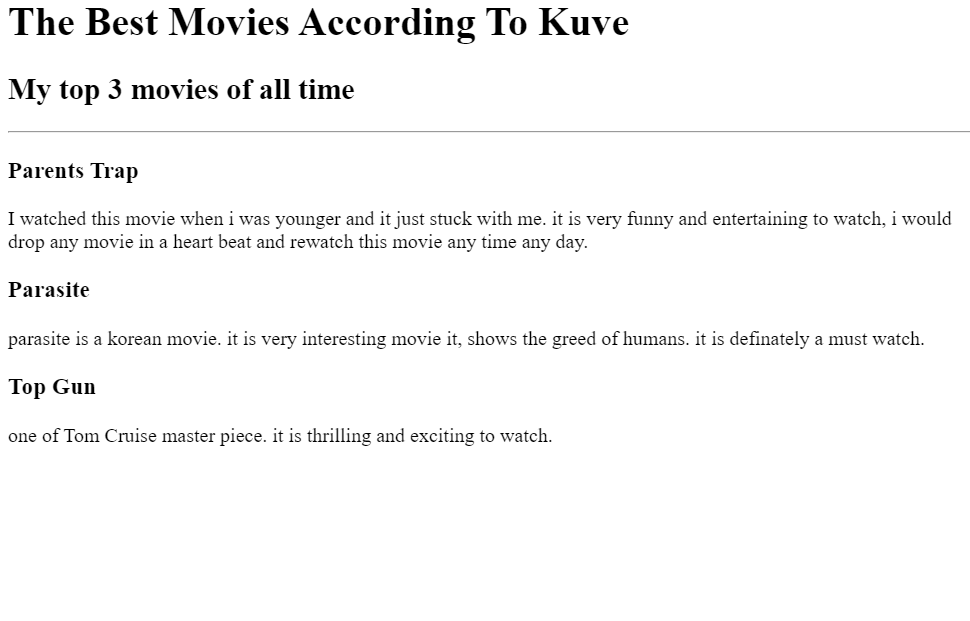 The Best Movies According To Kuve
My top 3 movies of all time
Parents Trap
I watched this movie when i was younger and it just stuck with me. it is very funny and entertaining to watch, i would
drop any movie in a heart beat and rewatch this movie any time any day.
Parasite
parasite is a korean movie. it is very interesting movie it, shows the greed of humans. it is definately a must watch.
Top Gun
one of Tom Cruise master piece. it is thrilling and exciting to watch.